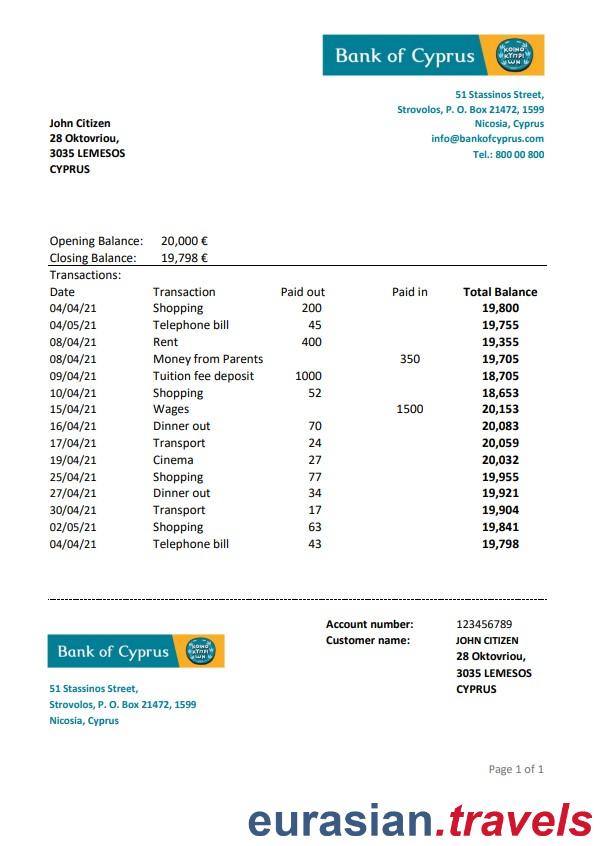 Bank of Cyprus
ΚΟΙΝΟ
ΚΥΠΡΙ
ΩΝ
51 Stassinos Street,
Strovolos, P. O. Box 21472, 1599
Nicosia, Cyprus
info@bankofcyprus.com
Tel.: 800 00 800
John Citizen
28 Oktovriou,
3035 LEMESOS
CYPRUS
Opening Balance: 20,000 €
Closing Balance: 19,798 €
Transactions:
Date Transaction Paid out Paid in Total Balance
04/04/21 Shopping 200 19,800
04/05/21 Telephone bill 45 19,755
08/04/21 Rent 400 19,355
08/04/21 Money from Parents 350 19,705
09/04/21 Tuition fee deposit 1000 18,705
10/04/21 Shopping 52 18,653
15/04/21 Wages 1500 20,153
16/04/21 Dinner out 70 20,083
17/04/21 Transport 24 20,059
19/04/21 Cinema 27 20,032
25/04/21 Shopping 77 19,955
27/04/21 Dinner out 34 19,921
30/04/21 Transport 17 19,904
02/05/21 Shopping 63 19,841
04/04/21 Telephone bill 43 19,798
Account number: 123456789
Customer name: JOHN CITIZEN
28 Oktovriou,
3035 LEMESOS
CYPRUS
Bank of Cyprus
ΚΟΙΝΟ
ΚΥΠΡΙ
ΩΝ
51 Stassinos Street,
Strovolos, P. O. Box 21472, 1599
Nicosia, Cyprus
Page 1 of 1
eurasian.travels